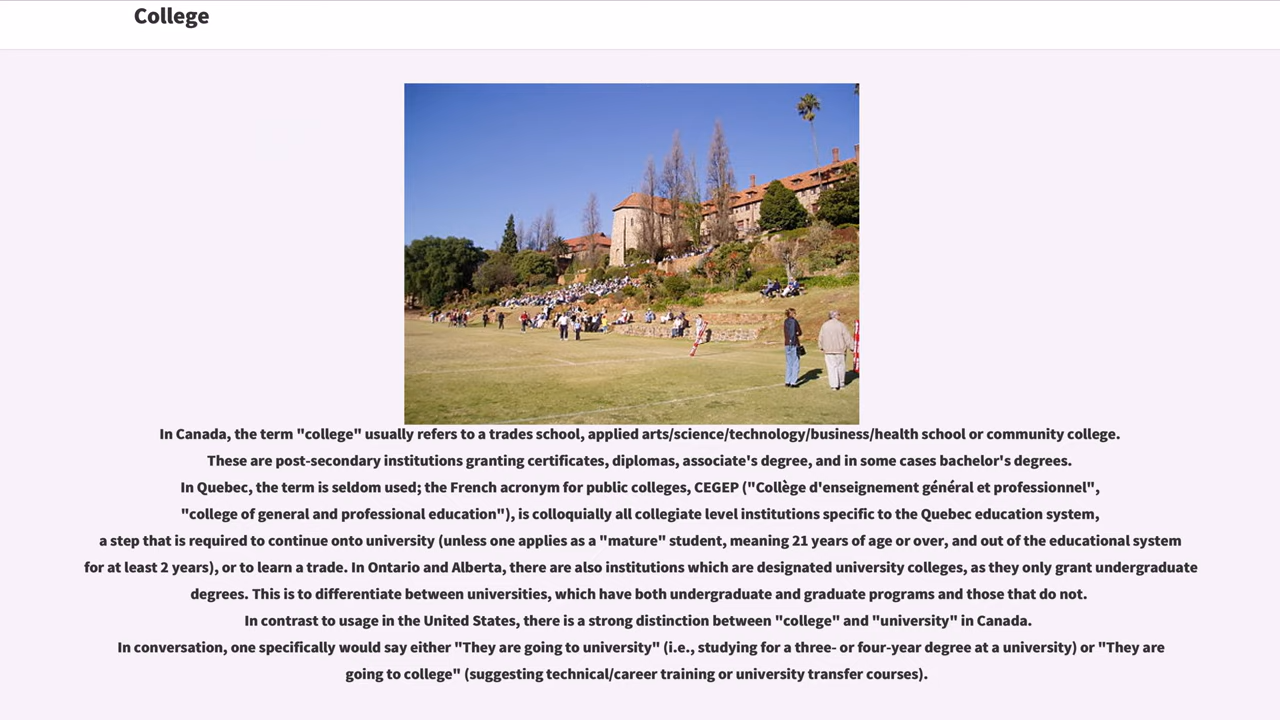 College
In Canada, the term "college" usually refers to a trades school, applied arts/science/technology/business/health school or community college.
These are post-secondary institutions granting certificates, diplomas, associate's degree, and in some cases bachelor's degrees.
In Quebec, the term is seldom used; the French acronym for public colleges, CEGEP ("Collège d'enseignement général et professionnel",
"college of general and professional education"), is colloquially all collegiate level institutions specific to the Quebec education system,
a step that is required to continue onto university (unless one applies as a "mature" student, meaning 21 years of age or over, and out of the educational system
for at least 2 years), or to learn a trade. In Ontario and Alberta, there are also institutions which are designated university colleges, as they only grant undergraduate
degrees. This is to differentiate between universities, which have both undergraduate and graduate programs and those that do not.
In contrast to usage in the United States, there is a strong distinction between "college" and "university" in Canada.
In conversation, one specifically would say either "They are going to university" (i.e., studying for a three- or four-year degree at a university) or "They are
going to college" (suggesting technical/career training or university transfer courses).